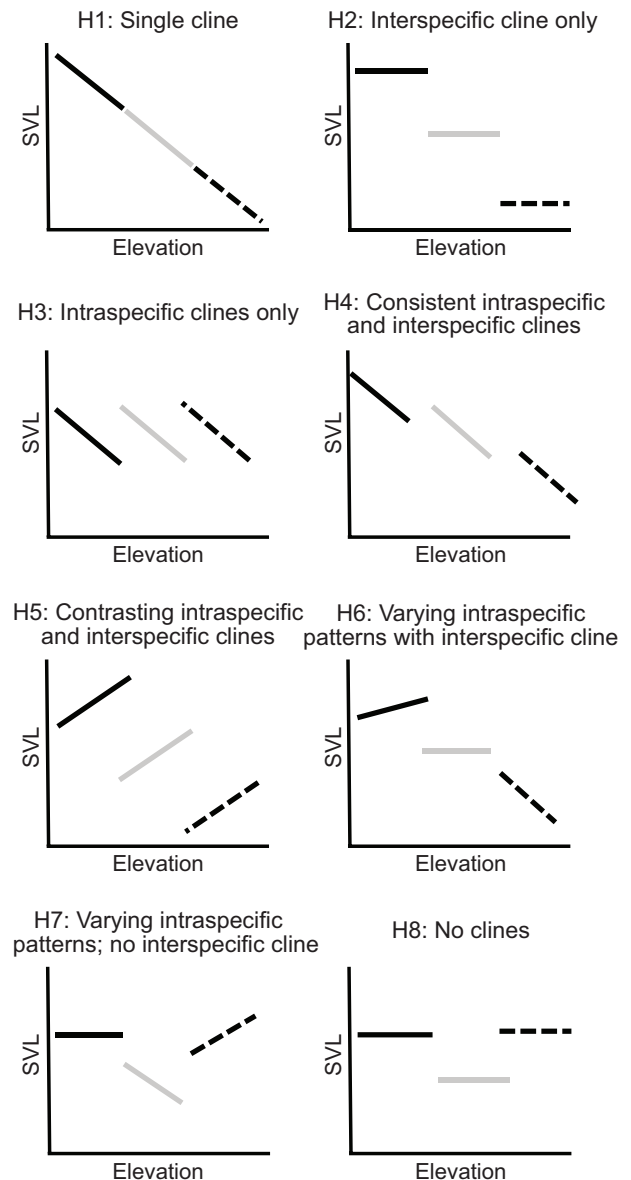 H1: Single cline
SVL
Elevation
H2: Interspecific cline only
SVL
Elevation
H3: Intraspecific clines only
SVL
Elevation
H4: Consistent intraspecific
and interspecific clines
SVL
Elevation
H5: Contrasting intraspecific
and interspecific clines
SVL
Elevation
H6: Varying intraspecific
patterns with interspecific cline
SVL
Elevation
H7: Varying intraspecific
patterns; no interspecific cline
SVL
Elevation
H8: No clines
SVL
Elevation